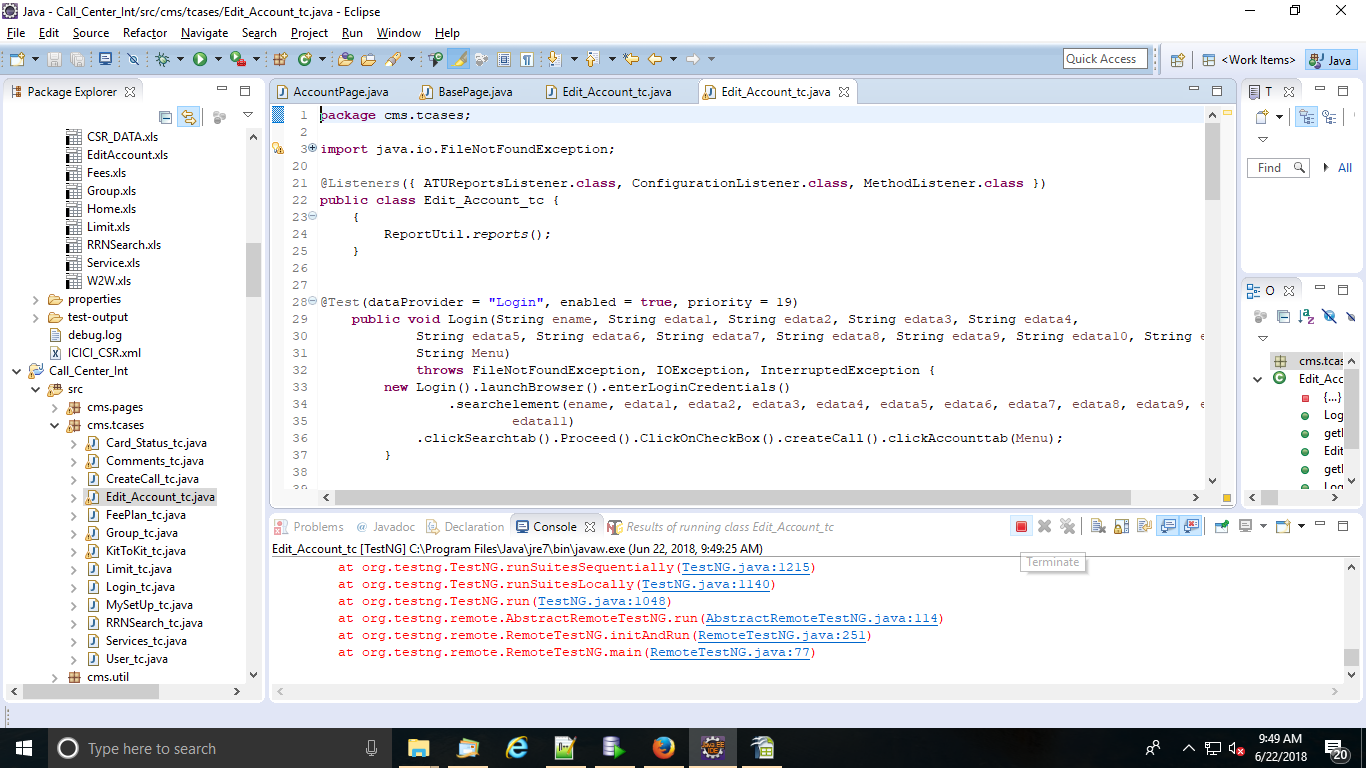 Java - Call_Center_Int/src/cms/tcases/Edit_Account_tc.java - Eclipse
File Edit Source Refactor Navigate Search Project Run Window Help
Quick Access
<Work Items>
Java
Package Explorer
CSR_DATA.xls
EditAccount.xls
Fees.xls
Group.xls
Home.xls
Limit.xls
RRNSearch.xls
Service.xls
W2W.xls
properties
test-output
debug.log
ICICI_CSR.xml
Call_Center_Int
src
cms.pages
cms.tcases
Card_Status_tc.java
Comments_tc.java
CreateCall_tc.java
Edit_Account_tc.java
FeePlan_tc.java
Group_tc.java
KitToKit_tc.java
Limit_tc.java
Login_tc.java
MySetUp_tc.java
RRNSearch_tc.java
Services_tc.java
User_tc.java
cms.util
AccountPage.java BasePage.java Edit_Account_tc.java Edit_Account_tc.java
1 package cms.tcases;
2
3 import java.io.FileNotFoundException;
20
21 @Listeners({ ATUReportsListener.class, ConfigurationListener.class, MethodListener.class })
22 public class Edit_Account_tc {
23 {
24 ReportUtil.reports();
25 }
26
27
28 @Test(dataProvider = "Login", enabled = true, priority = 19)
29 public void Login(String ename, String edata1, String edata2, String edata3, String edata4,
30 String edata5, String edata6, String edata7, String edata8, String edata9, String edata10, String e
31 String Menu)
32 throws FileNotFoundException, IOException, InterruptedException {
33 new Login().launchBrowser().enterLoginCredentials()
34 .searchelement(ename, edata1, edata2, edata3, edata4, edata5, edata6, edata7, edata8, edata9, e
35 edata11)
36 .clickSearchtab().Proceed().ClickOnCheckBox().createCall().clickAccounttab(Menu);
37 }
38
39
T
Find
All
O
cms.tcase
Edit_Acc
{...}
Log
getl
Edit
getl
Log
Problems @ Javadoc Declaration Console Results of running class Edit_Account_tc
Terminate
Edit_Account_tc [TestNG] C:\Program Files\Java\jre7\bin\javaw.exe (Jun 22, 2018, 9:49:25 AM)
at org.testng.TestNG.runSuitesSequentially(TestNG.java:1215)
at org.testng.TestNG.runSuitesLocally(TestNG.java:1140)
at org.testng.TestNG.run(TestNG.java:1048)
at org.testng.remote.AbstractRemoteTestNG.run(AbstractRemoteTestNG.java:114)
at org.testng.remote.RemoteTestNG.initAndRun(RemoteTestNG.java:251)
at org.testng.remote.RemoteTestNG.main(RemoteTestNG.java:77)
Type here to search
9:49 AM
6/22/2018
20